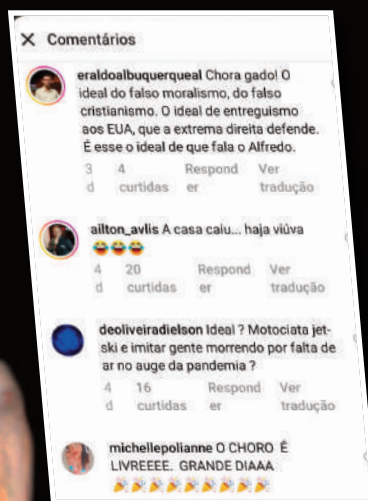 × Comentários
eraldoalbuquerqueal Chora gado! O
ideal do falso moralismo, do falso
cristianismo. O ideal de entreguismo
aos EUA, que a extrema direita defende.
É esse o ideal de que fala o Alfredo.
3 4 Respond Ver
d curtidas er tradução
ailton_avlis A casa caiu... haja viúva
😂😂😂
4 20 Respond Ver
d curtidas er tradução
deoliveiradielson Ideal ? Motociata jet-
ski e imitar gente morrendo por falta de
ar no auge da pandemia ?
4 16 Respond Ver
d curtidas er tradução
michellepolianne O CHORO É
LIVREEEE. GRANDE DIAAA
🎉🎉🎉🎉🎉🎉🎉🎉